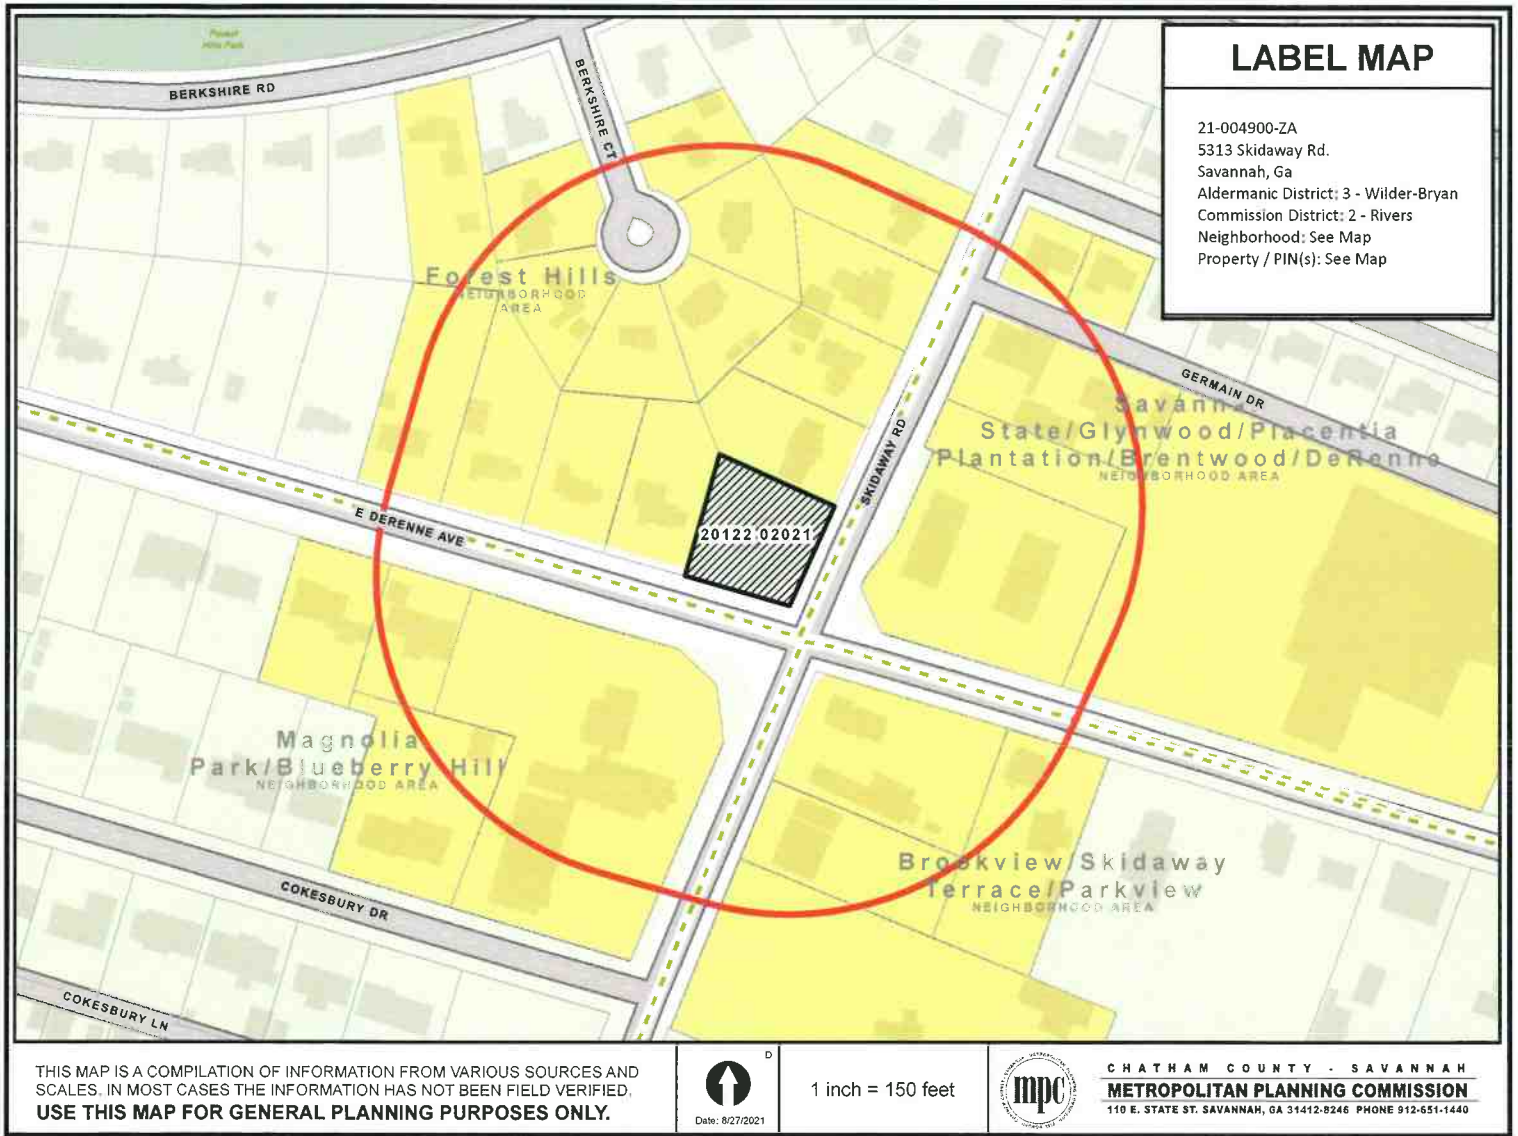 LABEL MAP
21-004900-ZA
5313 Skidaway Rd.
Savannah, Ga
Aldermanic District: 3 - Wilder-Bryan
Commission District: 2 - Rivers
Neighborhood: See Map
Property / PIN(s): See Map
Hills Park
BERKSHIRE RD
BERKSHIRE CT
Forest Hills
NEIGHBORHOOD
AREA
GERMAIN DR
Savannah
State/Glynwood/Placentia
Plantation/Brentwood/DeRenne
NEIGHBORHOOD AREA
SKIDAWAY RD
E DERENNE AVE
20122 02021
Magnolia
Park/Blueberry Hill
NEIGHBORHOOD AREA
Brookview/Skidaway
Terrace/Parkview
NEIGHBORHOOD AREA
COKESBURY DR
COKESBURY LN
THIS MAP IS A COMPILATION OF INFORMATION FROM VARIOUS SOURCES AND
SCALES, IN MOST CASES THE INFORMATION HAS NOT BEEN FIELD VERIFIED,
USE THIS MAP FOR GENERAL PLANNING PURPOSES ONLY.
D
Date: 8/27/2021
1 inch = 150 feet
mpc
CHATHAM COUNTY - SAVANNAH
METROPOLITAN PLANNING COMMISSION
110 E. STATE ST. SAVANNAH, GA 31412-8246 PHONE 912-651-1440